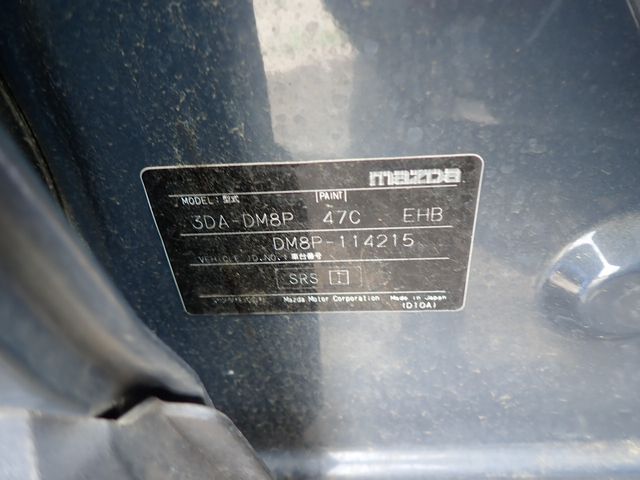 mazda
MODEL:型式 PAINT
3DA-DM8P 47C EHB
DM8P-114215
VEHICLE ID.NO.:車台番号
SRS
Mazda Motor Corporation Made in Japan
(D10A)